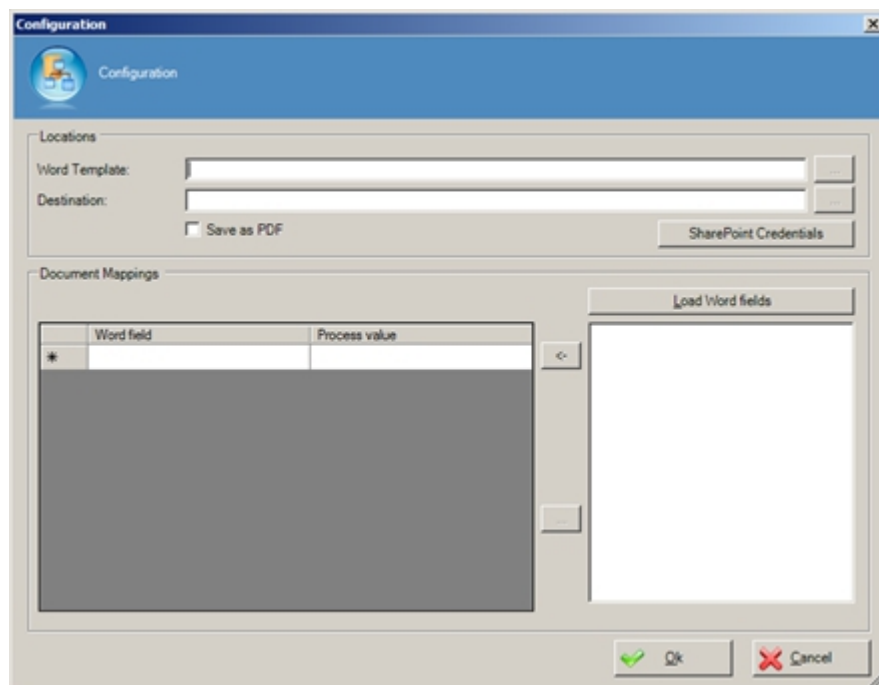 Configuration
Configuration
Locations
Word Template:
...
Destination:
...
Save as PDF
SharePoint Credentials
Document Mappings
Load Word fields
Word field Process value
*
<-
...
Ok Cancel